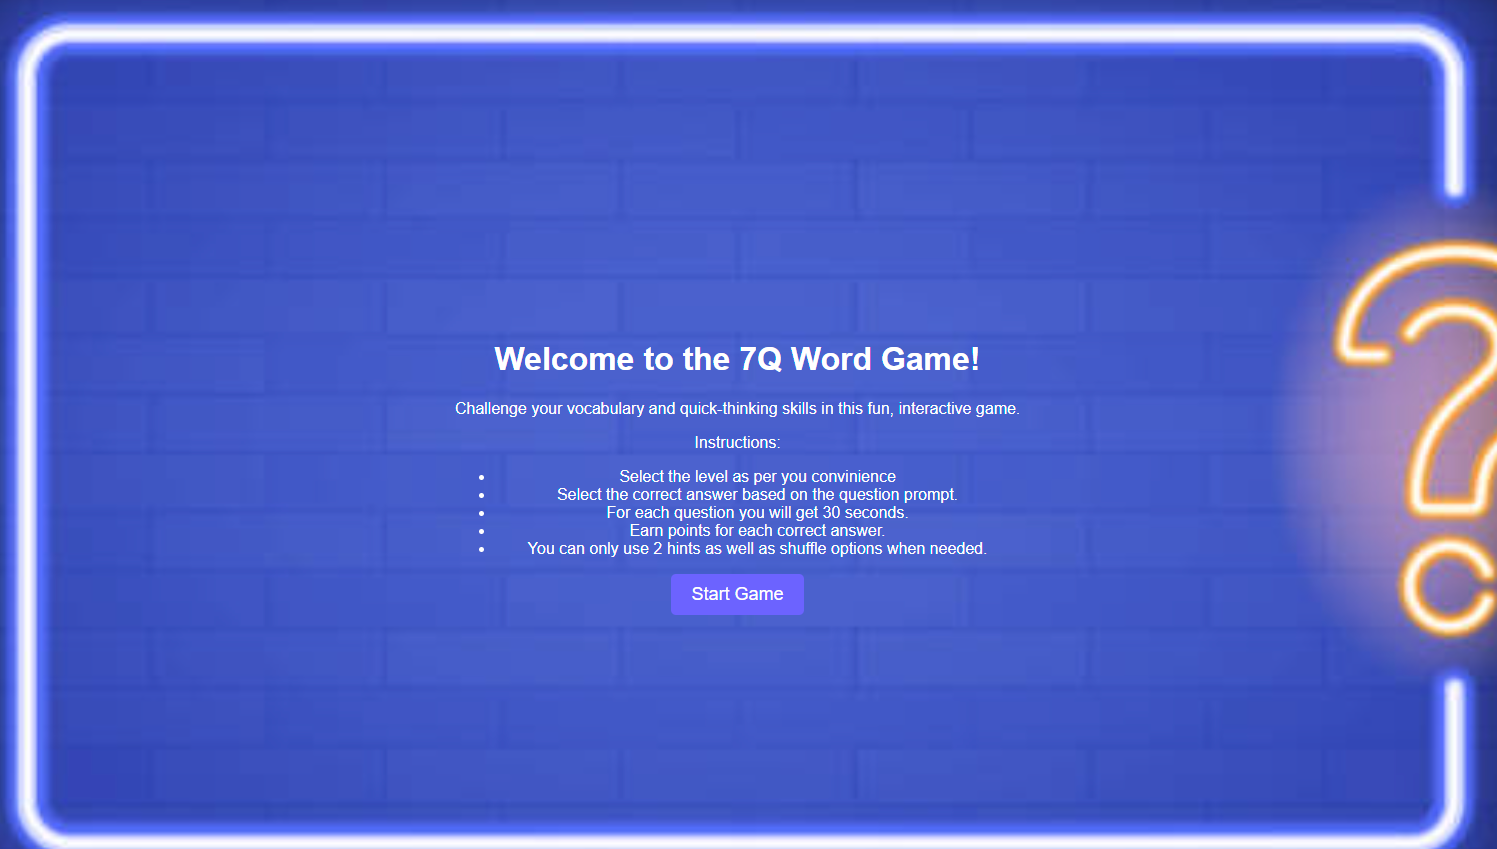 Welcome to the 7Q Word Game!
Challenge your vocabulary and quick-thinking skills in this fun, interactive game.
Instructions:
• Select the level as per you convinience
• Select the correct answer based on the question prompt.
• For each question you will get 30 seconds.
• Earn points for each correct answer.
• You can only use 2 hints as well as shuffle options when needed.
Start Game
?